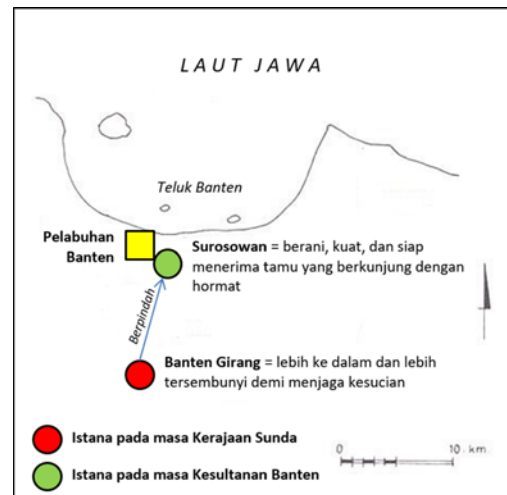 LAUT JAWA
Teluk Banten
Pelabuhan
Banten
Surosowan = berani, kuat, dan siap
menerima tamu yang berkunjung dengan
hormat
Berpindah
Banten Girang = lebih ke dalam dan lebih
tersembunyi demi menjaga kesucian
Istana pada masa Kerajaan Sunda
Istana pada masa Kesultanan Banten
0 10. km.